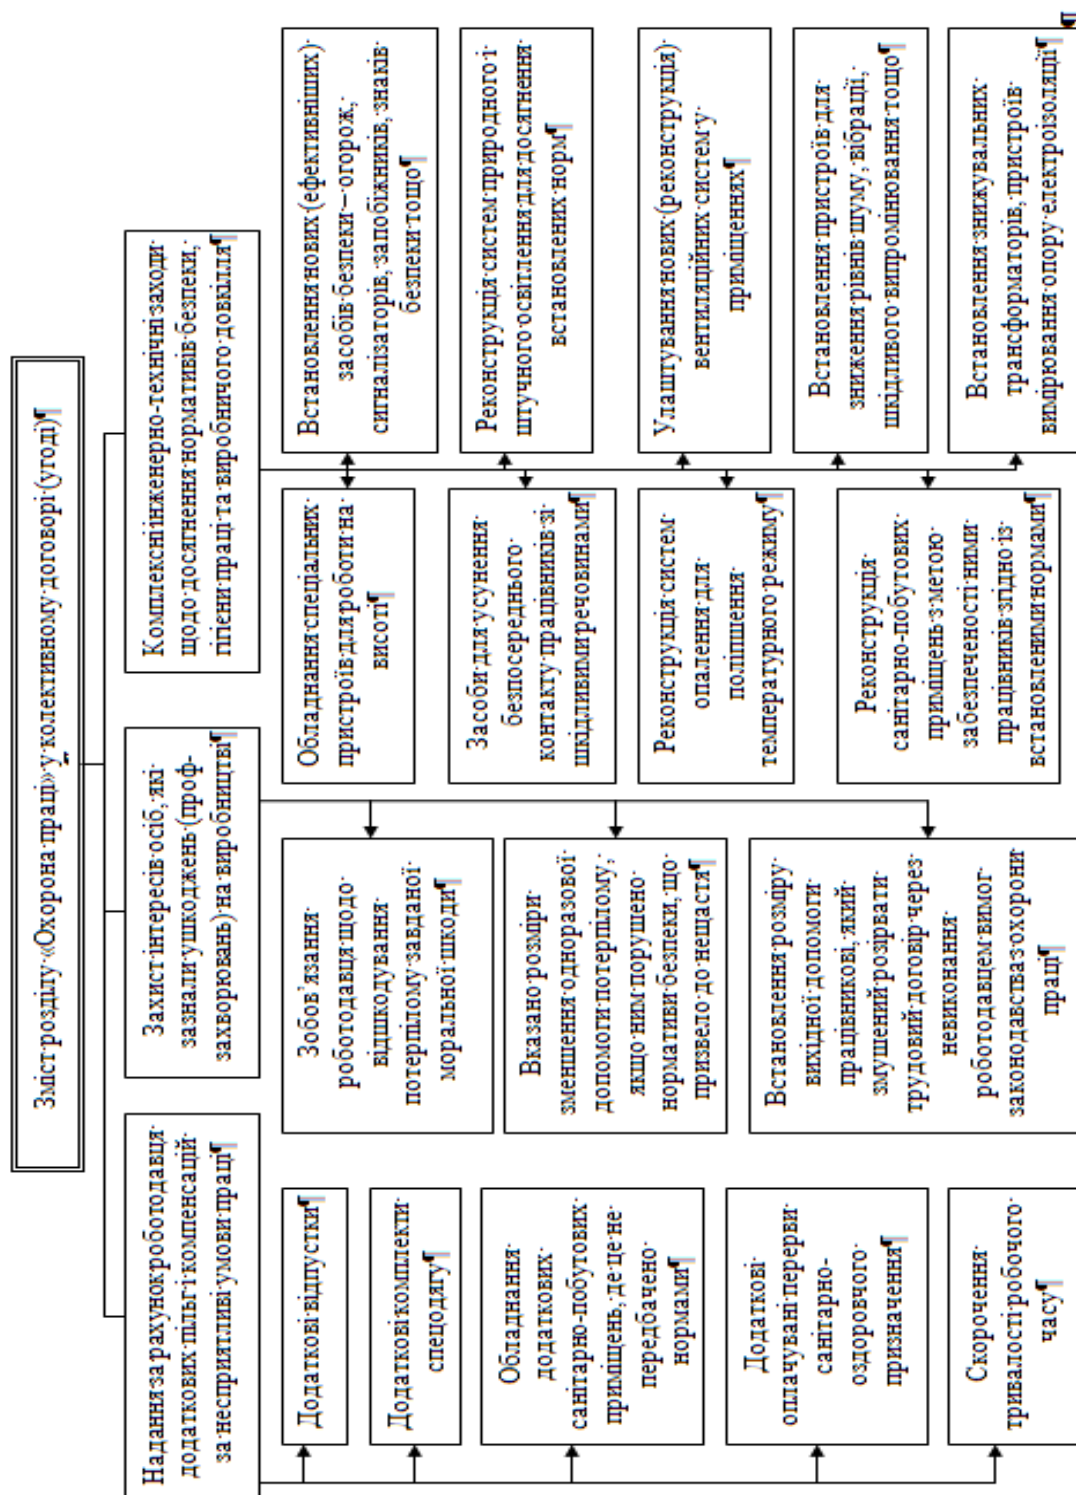 Зміст розділу «Охорона праці» у колективному договорі (угоді)
Надання за рахунок роботодавця
додаткових пільг і компенсацій
за несприятливі умови праці
Додаткові відпустки
Додаткові комплекти
спецодягу
Обладнання
додаткових
санітарно-побутових
приміщень, де це не
передбачено
нормами
Додаткові
оплачувані перерви
санітарно-
оздоровчого
призначення
Скорочення
тривалості робочого
часу
Захист інтересів осіб, які
зазнали ушкоджень (проф-
захворювань) на виробництві
Зобов’язання
роботодавця щодо
відшкодування
потерпілому завданої
моральної шкоди
Вказано розміри
зменшення одноразової
допомоги потерпілому,
якщо ним порушено
нормативи безпеки, що
призвело до нещастя
Встановлення розміру
вихідної допомоги
працівникові, який
змушений розірвати
трудовий договір через
невиконання
роботодавцем вимог
законодавства з охорони
праці
Комплексні інженерно-технічні заходи
щодо досягнення нормативів безпеки,
гігієни праці та виробничого довкілля
Обладнання спеціальних
пристроїв для роботи на
висоті
Засоби для усунення
безпосереднього
контакту працівників зі
шкідливими речовинами
Реконструкція систем
опалення для
поліпшення
температурного режиму
Реконструкція
санітарно-побутових
приміщень з метою
забезпеченості ними
працівників згідно із
встановленими нормами
Встановлення нових (ефективніших)
засобів безпеки – огорож,
сигналізаторів, запобіжників, знаків
безпеки тощо
Реконструкція систем природного і
штучного освітлення для досягнення
встановлених норм
Улаштування нових (реконструкція)
вентиляційних систем у
приміщеннях
Встановлення пристроїв для
зниження рівнів шуму, вібрації,
шкідливого випромінювання тощо
Встановлення знижувальних
трансформаторів, пристроїв
вимірювання опору електроізоляції